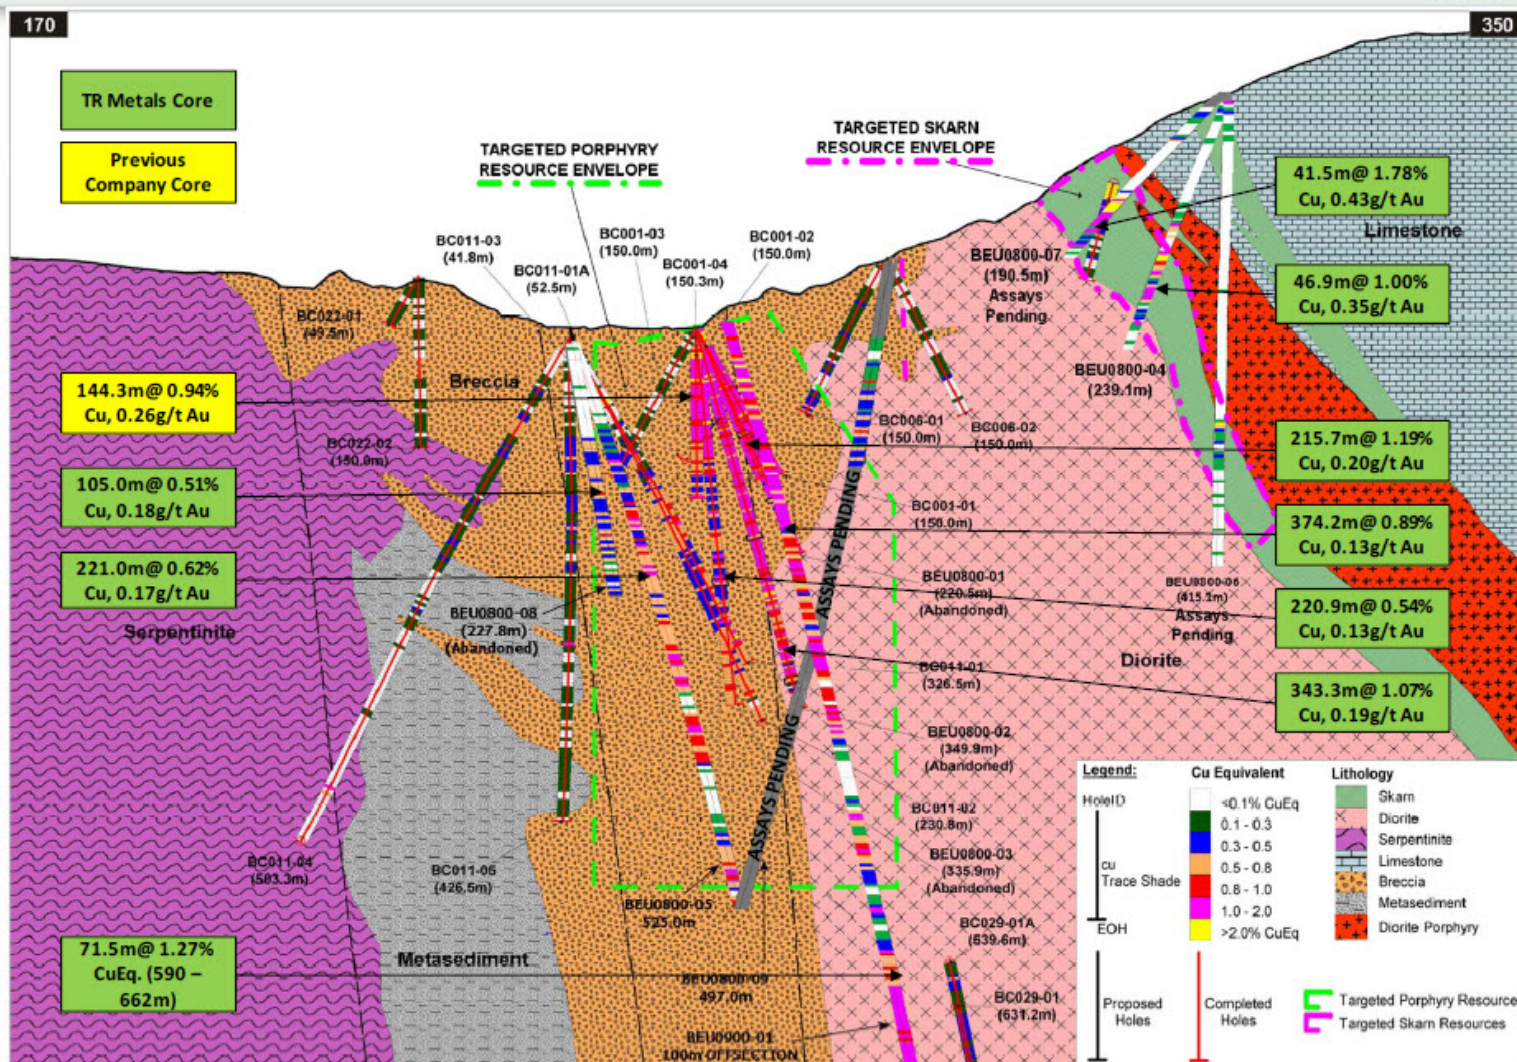 170
350
TR Metals Core
Previous
Company Core
TARGETED PORPHYRY
RESOURCE ENVELOPE
TARGETED SKARN
RESOURCE ENVELOPE
41.5m@ 1.78%
Cu, 0.43g/t Au
Limestone
46.9m@ 1.00%
Cu, 0.35g/t Au
BC011-03
(41.8m)
BC011-01A
(52.5m)
BC001-03
(150.0m)
BC001-04
(150.3m)
BC001-02
(150.0m)
BEU0800-07
(190.5m)
Assays
Pending
BEU0800-04
(239.1m)
BC022-01
(49.5m)
Breccia
144.3m@ 0.94%
Cu, 0.26g/t Au
BC022-02
(150.0m)
BC006-01
(150.0m)
BC006-02
(150.0m)
215.7m@ 1.19%
Cu, 0.20g/t Au
105.0m@ 0.51%
Cu, 0.18g/t Au
BC001-01
(150.0m)
374.2m@ 0.89%
Cu, 0.13g/t Au
221.0m@ 0.62%
Cu, 0.17g/t Au
ASSAYS PENDING
BEU0800-01
(220.5m)
(Abandoned)
BEU0800-06
(415.2m)
Assays
Pending
220.9m@ 0.54%
Cu, 0.13g/t Au
Serpentinite
BEU0800-08
(227.8m)
(Abandoned)
Diorite
BC011-01
(326.5m)
343.3m@ 1.07%
Cu, 0.19g/t Au
BEU0800-02
(349.9m)
(Abandoned)
ASSAYS PENDING
BC011-02
(230.8m)
BEU0800-03
(335.9m)
(Abandoned)
BC011-04
(503.3m)
BC011-05
(426.5m)
BEU0800-05
525.0m
BC029-01A
(539.6m)
71.5m@ 1.27%
CuEq. (590 –
662m)
Metasediment
BEU0800-09
497.0m
BC029-01
(631.2m)
BEU0900-01
100m OFFSECTION
Legend:
HoleID
cu
Trace Shade
EOH
Proposed
Holes
Completed
Holes
Cu Equivalent
<0.1% CuEq
0.1 - 0.3
0.3 - 0.5
0.5 - 0.8
0.8 - 1.0
1.0 - 2.0
>2.0% CuEq
Lithology
Skarn
Diorite
Serpentinite
Limestone
Breccia
Metasediment
Diorite Porphyry
Targeted Porphyry Resource
Targeted Skarn Resources